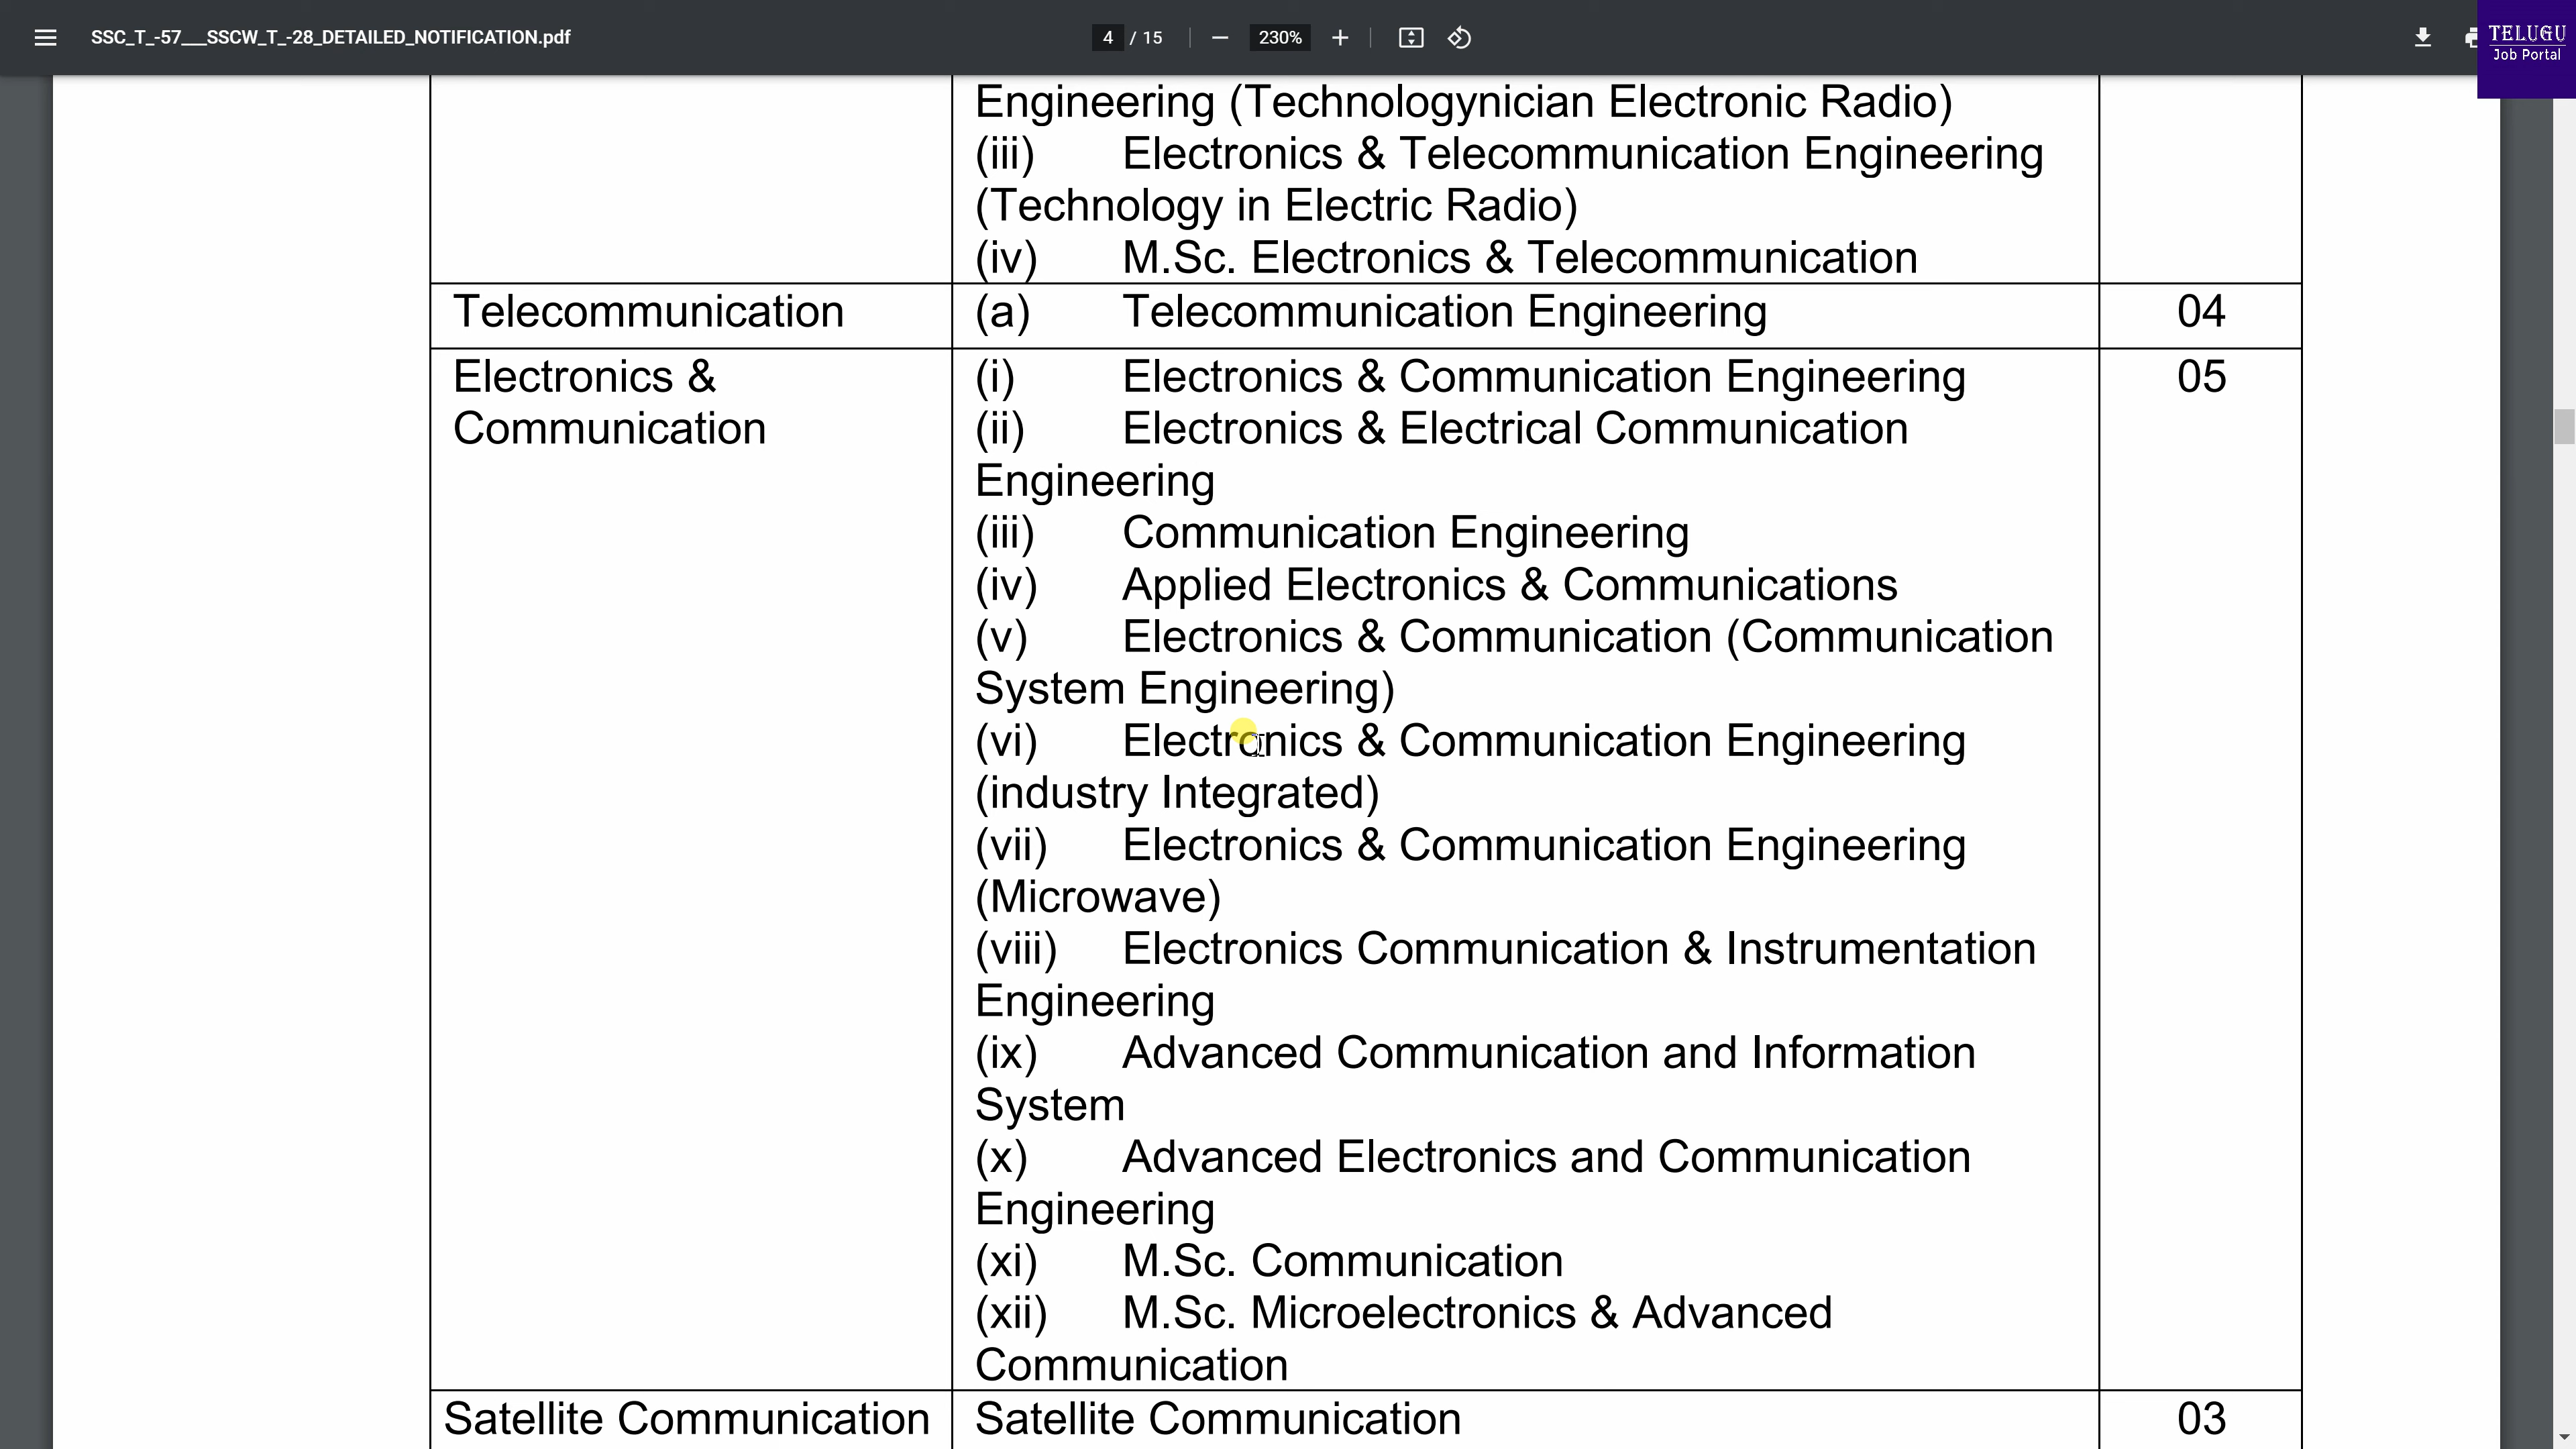 SSC_T_-57___SSCW_T_-28_DETAILED_NOTIFICATION.pdf
4 / 15
230%
TELUGU
Job Portal
Engineering (Technologynician Electronic Radio)
(iii) Electronics & Telecommunication Engineering
(Technology in Electric Radio)
(iv) M.Sc. Electronics & Telecommunication
Telecommunication (a) Telecommunication Engineering 04
Electronics & (i) Electronics & Communication Engineering 05
Communication (ii) Electronics & Electrical Communication
Engineering
(iii) Communication Engineering
(iv) Applied Electronics & Communications
(v) Electronics & Communication (Communication
System Engineering)
(vi) Electronics & Communication Engineering
(industry Integrated)
(vii) Electronics & Communication Engineering
(Microwave)
(viii) Electronics Communication & Instrumentation
Engineering
(ix) Advanced Communication and Information
System
(x) Advanced Electronics and Communication
Engineering
(xi) M.Sc. Communication
(xii) M.Sc. Microelectronics & Advanced
Communication
Satellite Communication Satellite Communication 03